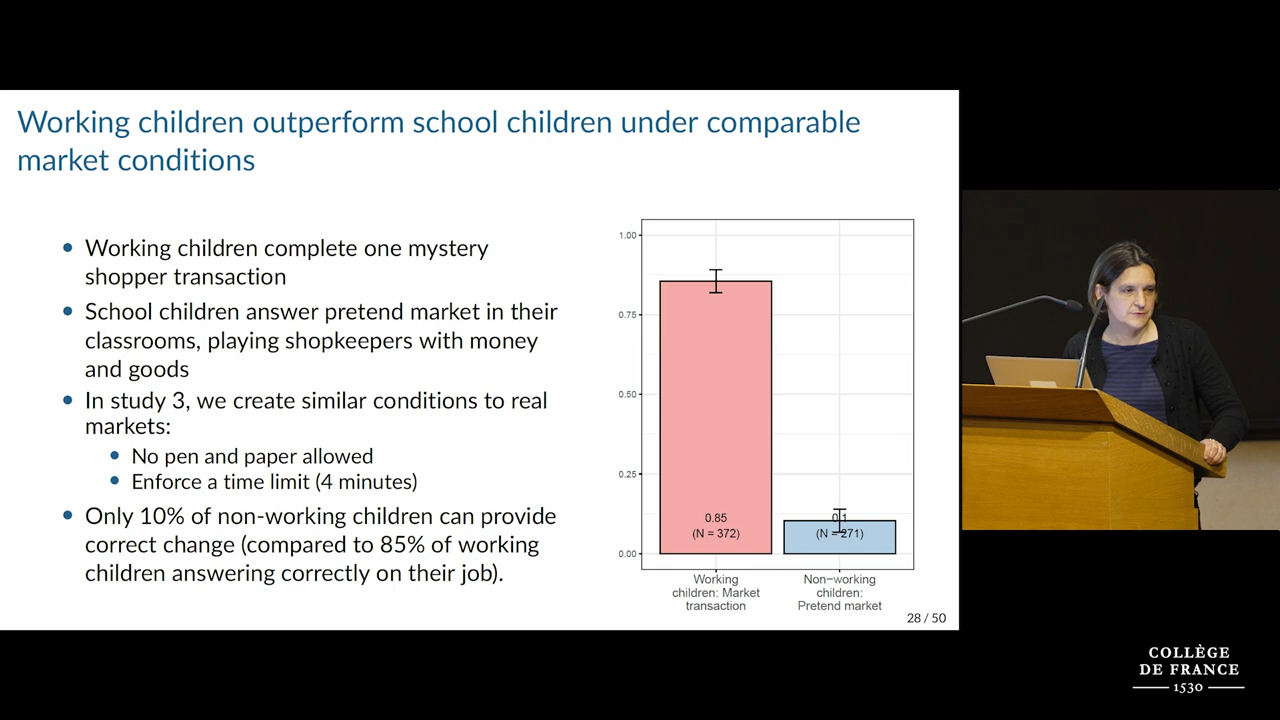 Working children outperform school children under comparable
market conditions
• Working children complete one mystery
shopper transaction
• School children answer pretend market in their
classrooms, playing shopkeepers with money
and goods
• In study 3, we create similar conditions to real
markets:
• No pen and paper allowed
• Enforce a time limit (4 minutes)
• Only 10% of non-working children can provide
correct change (compared to 85% of working
children answering correctly on their job).
1.00
0.75
0.50
0.25
0.00
0.85
(N = 372)
0.1
(N = 271)
Working
children: Market
transaction
Non−working
children:
Pretend market
28 / 50
COLLÈGE
DE FRANCE
1530